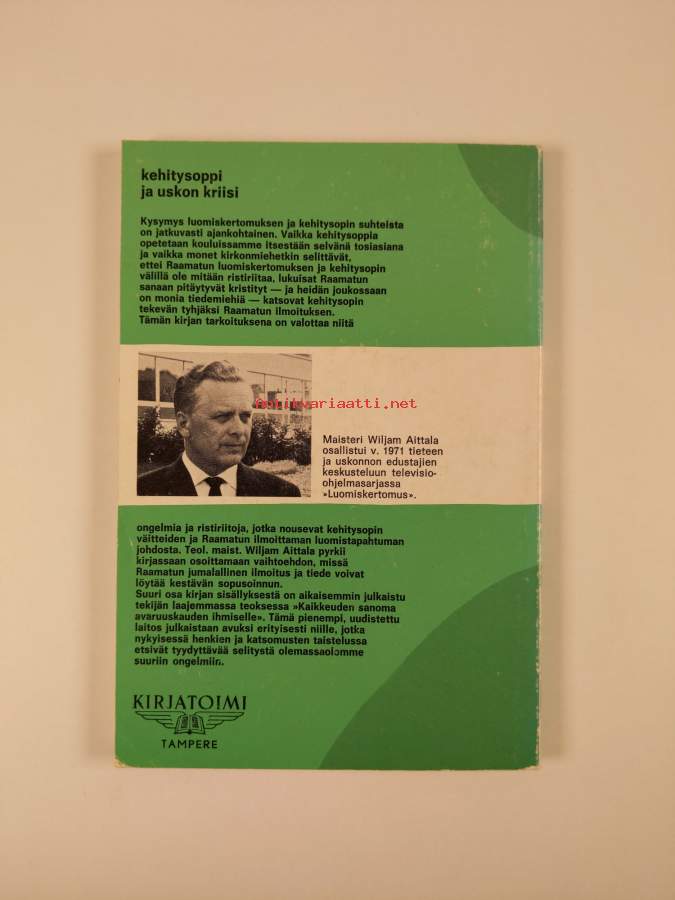 kehitysoppi
ja uskon kriisi
Kysymys luomiskertomuksen ja kehitysopin suhteista
on jatkuvasti ajankohtainen. Vaikka kehitysoppia
opetetaan kouluissamme itsestään selvänä tosiasiana
ja vaikka monet kirkonmiehetkin selittävät,
ettei Raamatun luomiskertomuksen ja kehitysopin
välillä ole mitään ristiriitaa, lukuisat Raamatun
sanaan pitäytyvät kristityt — ja heidän joukossaan
on monia tiedemiehiä — katsovat kehitysopin
tekevän tyhjäksi Raamatun ilmoituksen.
Tämän kirjan tarkoituksena on valottaa niitä
antikvariaatti.net
Maisteri Wiljam Aittala
osallistui v. 1971 tieteen
ja uskonnon edustajien
keskusteluun televisio-
ohjelmasarjassa
»Luomiskertomus».
ongelmia ja ristiriitoja, jotka nousevat kehitysopin
väitteiden ja Raamatun ilmoittaman luomistapahtuman
johdosta. Teol. maist. Wiljam Aittala pyrkii
kirjassaan osoittamaan vaihtoehdon, missä
Raamatun jumalallinen ilmoitus ja tiede voivat
löytää kestävän sopusoinnun.
Suuri osa kirjan sisällyksestä on aikaisemmin julkaistu
tekijän laajemmassa teoksessa »Kaikkeuden sanoma
avaruuskauden ihmiselle». Tämä pienempi, uudistettu
laitos julkaistaan avuksi erityisesti niille, jotka
nykyisessä henkien ja katsomusten taistelussa
etsivät tyydyttävää selitystä olemassaolomme
suuriin ongelmiin.
KIRJATOIMI
TAMPERE